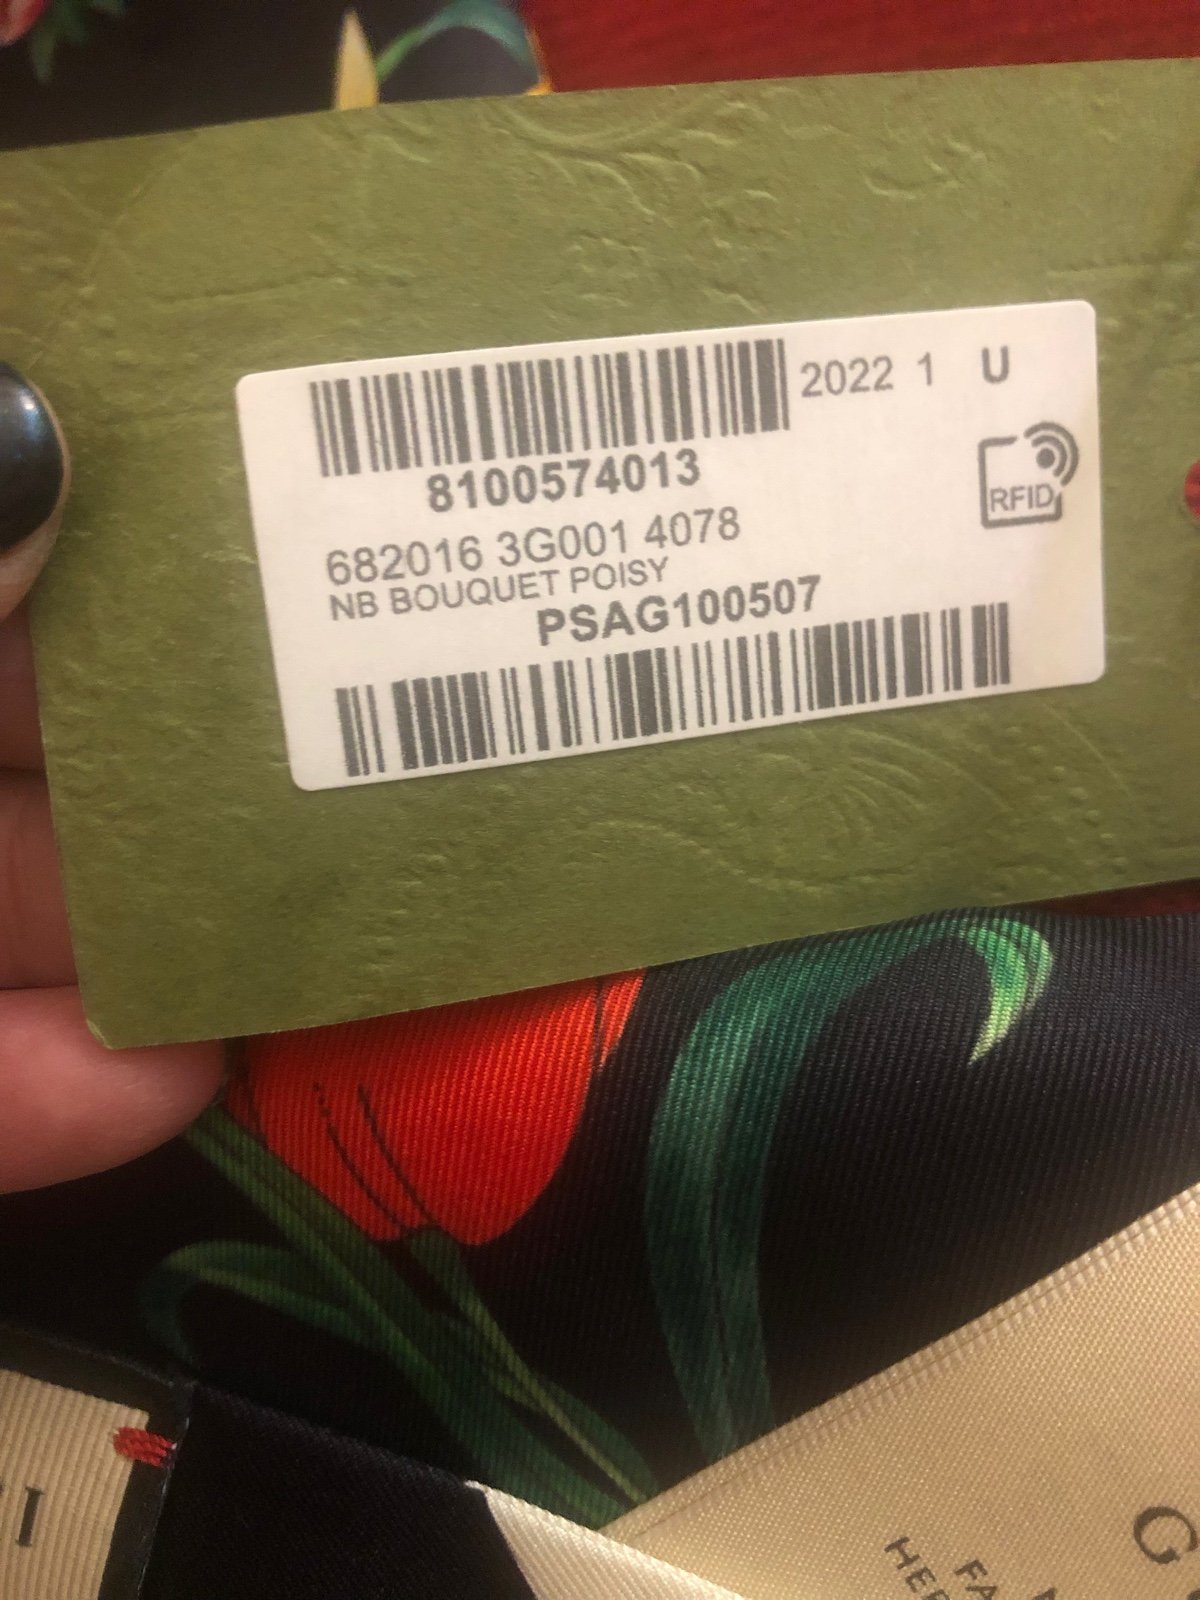 2022 1 U
8100574013
RFID
682016 3G001 4078
NB BOUQUET POISY
PSAG100507